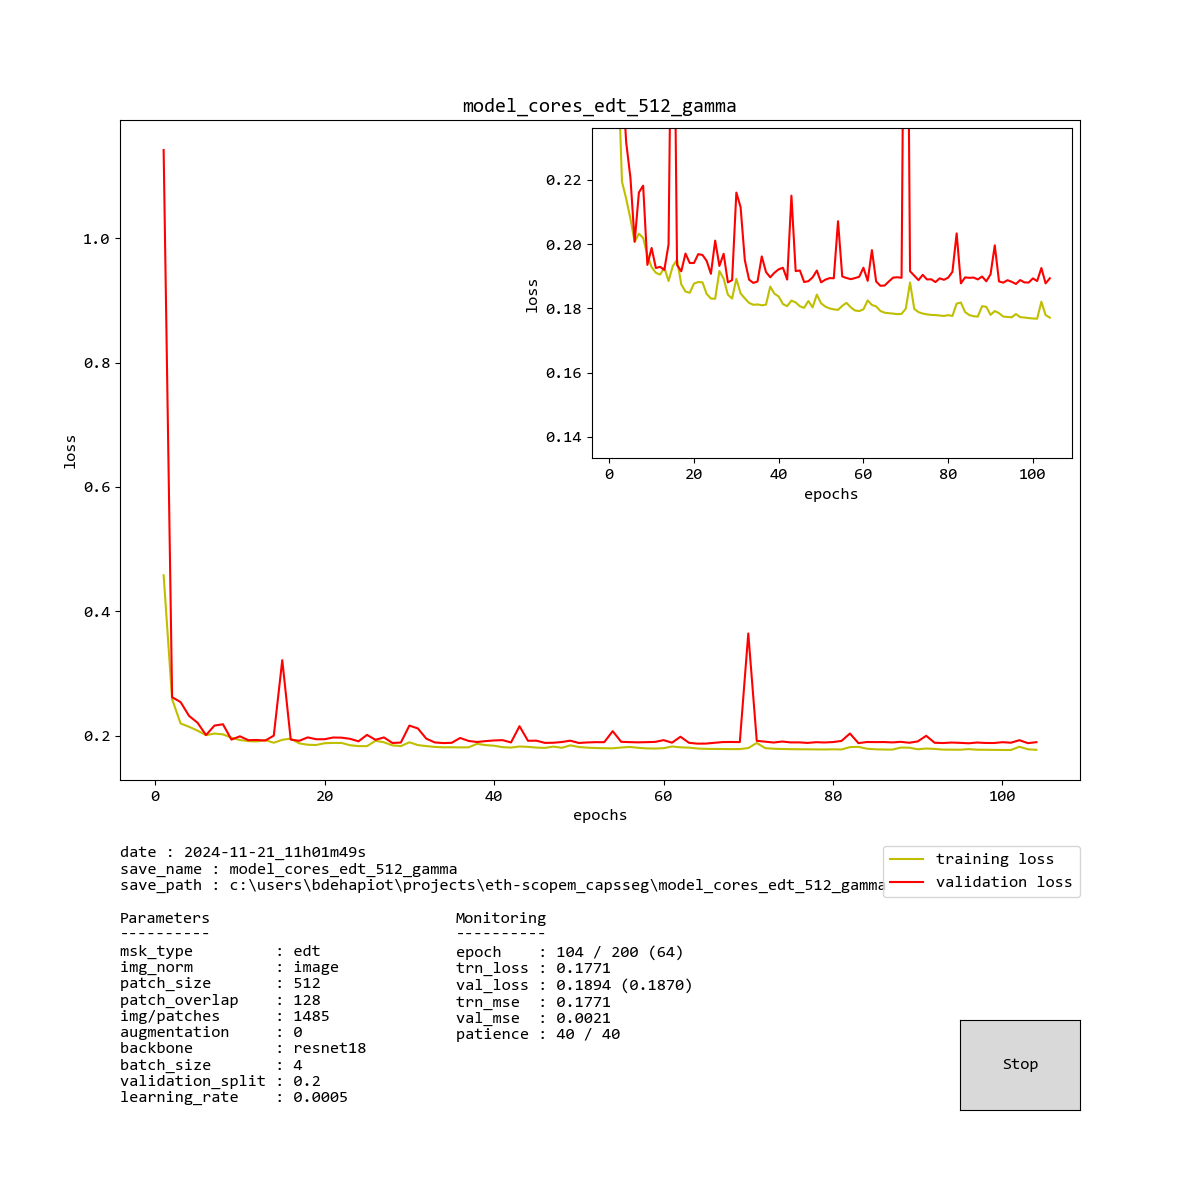 model_cores_edt_512_gamma
1.0
0.8
0.6
0.4
0.2
loss
0
20
40
60
80
100
epochs
0.22
0.20
0.18
0.16
0.14
loss
0
20
40
60
80
100
epochs
date : 2024-11-21_11h01m49s
save_name : model_cores_edt_512_gamma
save_path : c:\users\bdehapiot\projects\eth-scopem_capsseg\model_cores_edt_512_gamma
training loss
validation loss
Parameters
----------
msk_type         : edt
img_norm         : image
patch_size       : 512
patch_overlap    : 128
img/patches      : 1485
augmentation     : 0
backbone         : resnet18
batch_size       : 4
validation_split : 0.2
learning_rate    : 0.0005
Monitoring
----------
epoch    : 104 / 200 (64)
trn_loss : 0.1771
val_loss : 0.1894 (0.1870)
trn_mse  : 0.1771
val_mse  : 0.0021
patience : 40 / 40
Stop